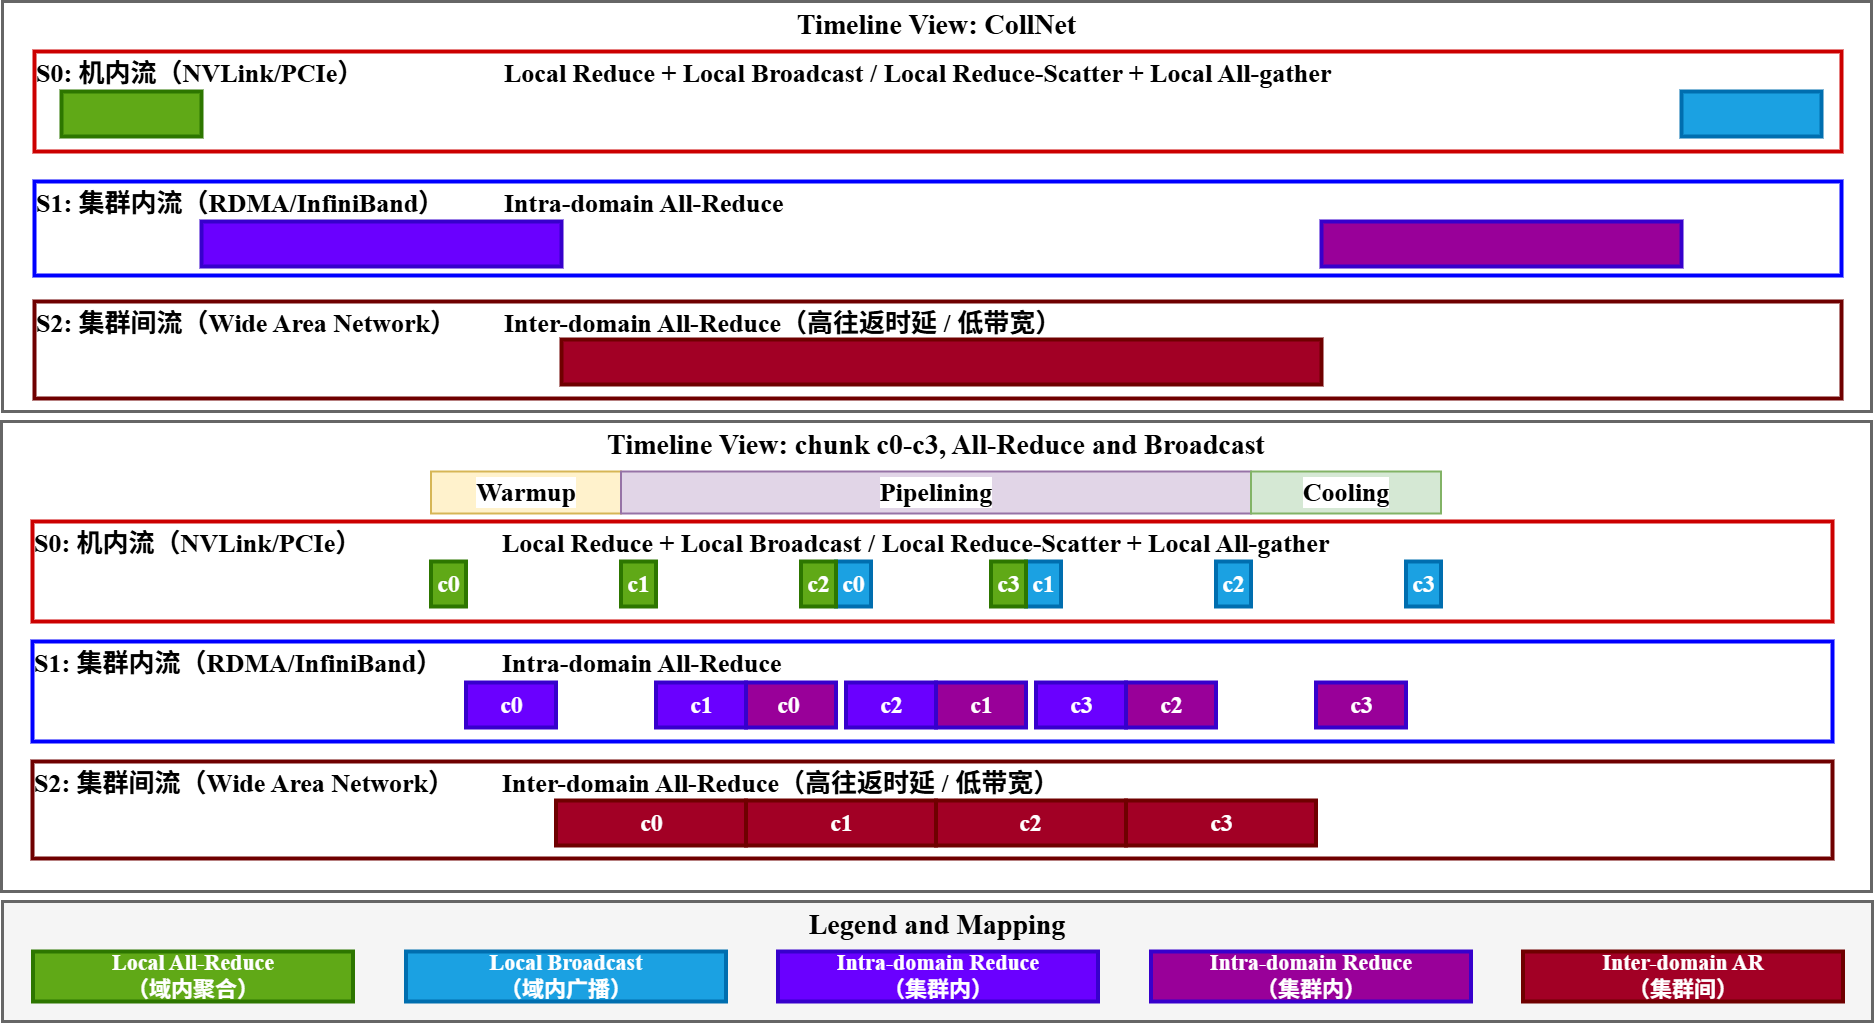 Timeline View: CollNet
S0: 机内流（NVLink/PCIe） Local Reduce + Local Broadcast / Local Reduce-Scatter + Local All-gather
S1: 集群内流（RDMA/InfiniBand） Intra-domain All-Reduce
S2: 集群间流（Wide Area Network） Inter-domain All-Reduce（高往返时延 / 低带宽）
Timeline View: chunk c0-c3, All-Reduce and Broadcast
Warmup Pipelining Cooling
S0: 机内流（NVLink/PCIe） Local Reduce + Local Broadcast / Local Reduce-Scatter + Local All-gather
c0 c1 c2 c0 c3 c1 c2 c3
S1: 集群内流（RDMA/InfiniBand） Intra-domain All-Reduce
c0 c1 c0 c2 c1 c3 c2 c3
S2: 集群间流（Wide Area Network） Inter-domain All-Reduce（高往返时延 / 低带宽）
c0 c1 c2 c3
Legend and Mapping
Local All-Reduce
（域内聚合）
Local Broadcast
（域内广播）
Intra-domain Reduce
（集群内）
Intra-domain Reduce
（集群内）
Inter-domain AR
（集群间）